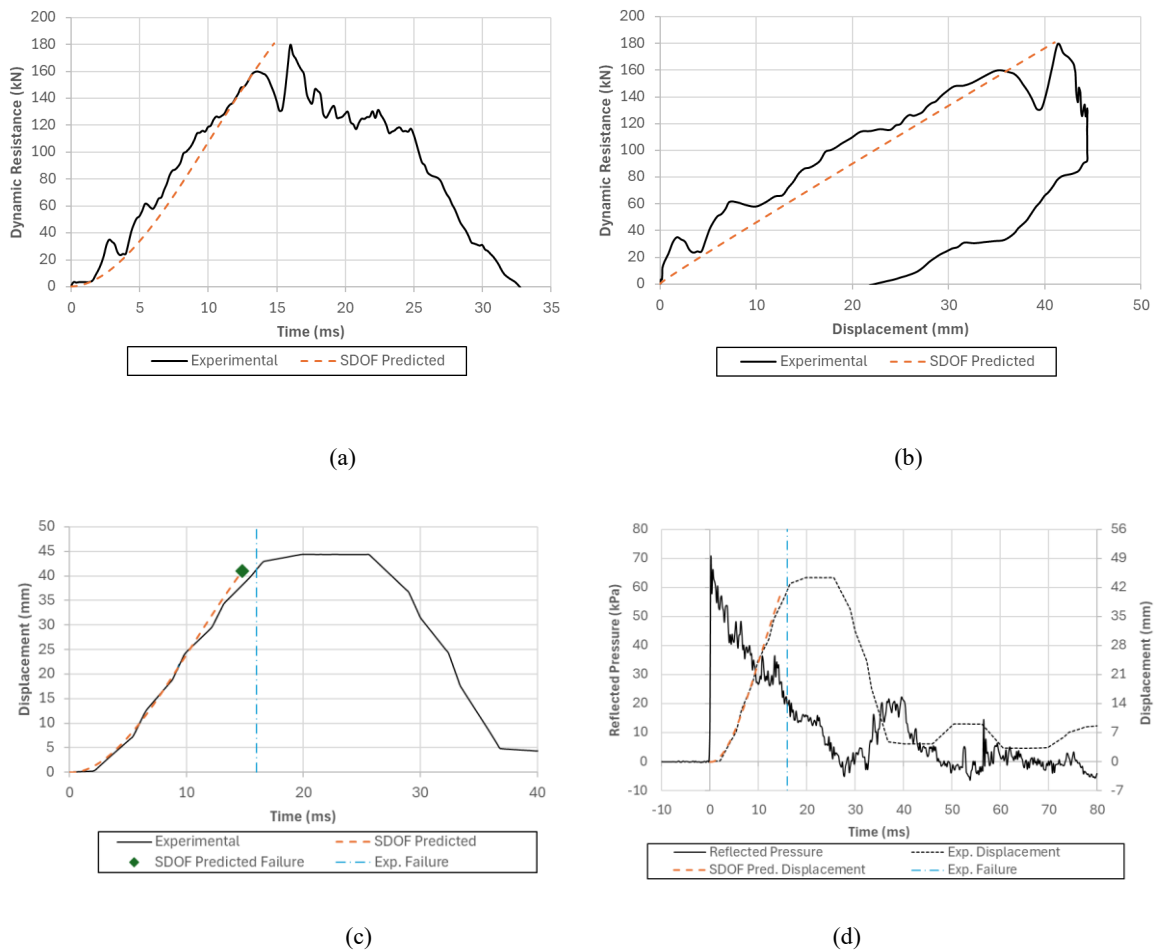 200
180
160
140
120
100
80
60
40
20
0
Dynamic Resistance (kN)
0 5 10 15 20 25 30 35
Time (ms)
Experimental SDOF Predicted
(a)
200
180
160
140
120
100
80
60
40
20
0
Dynamic Resistance (kN)
0 10 20 30 40 50
Displacement (mm)
Experimental SDOF Predicted
(b)
50
45
40
35
30
25
20
15
10
5
0
Displacement (mm)
0 10 20 30 40
Time (ms)
Experimental SDOF Predicted
SDOF Predicted Failure Exp. Failure
(c)
80
70
60
50
40
30
20
10
0
-10
Reflected Pressure (kPa)
56
49
42
35
28
21
14
7
0
-7
Displacement (mm)
-10 0 10 20 30 40 50 60 70 80
Time (ms)
Reflected Pressure Exp. Displacement
SDOF Pred. Displacement Exp. Failure
(d)